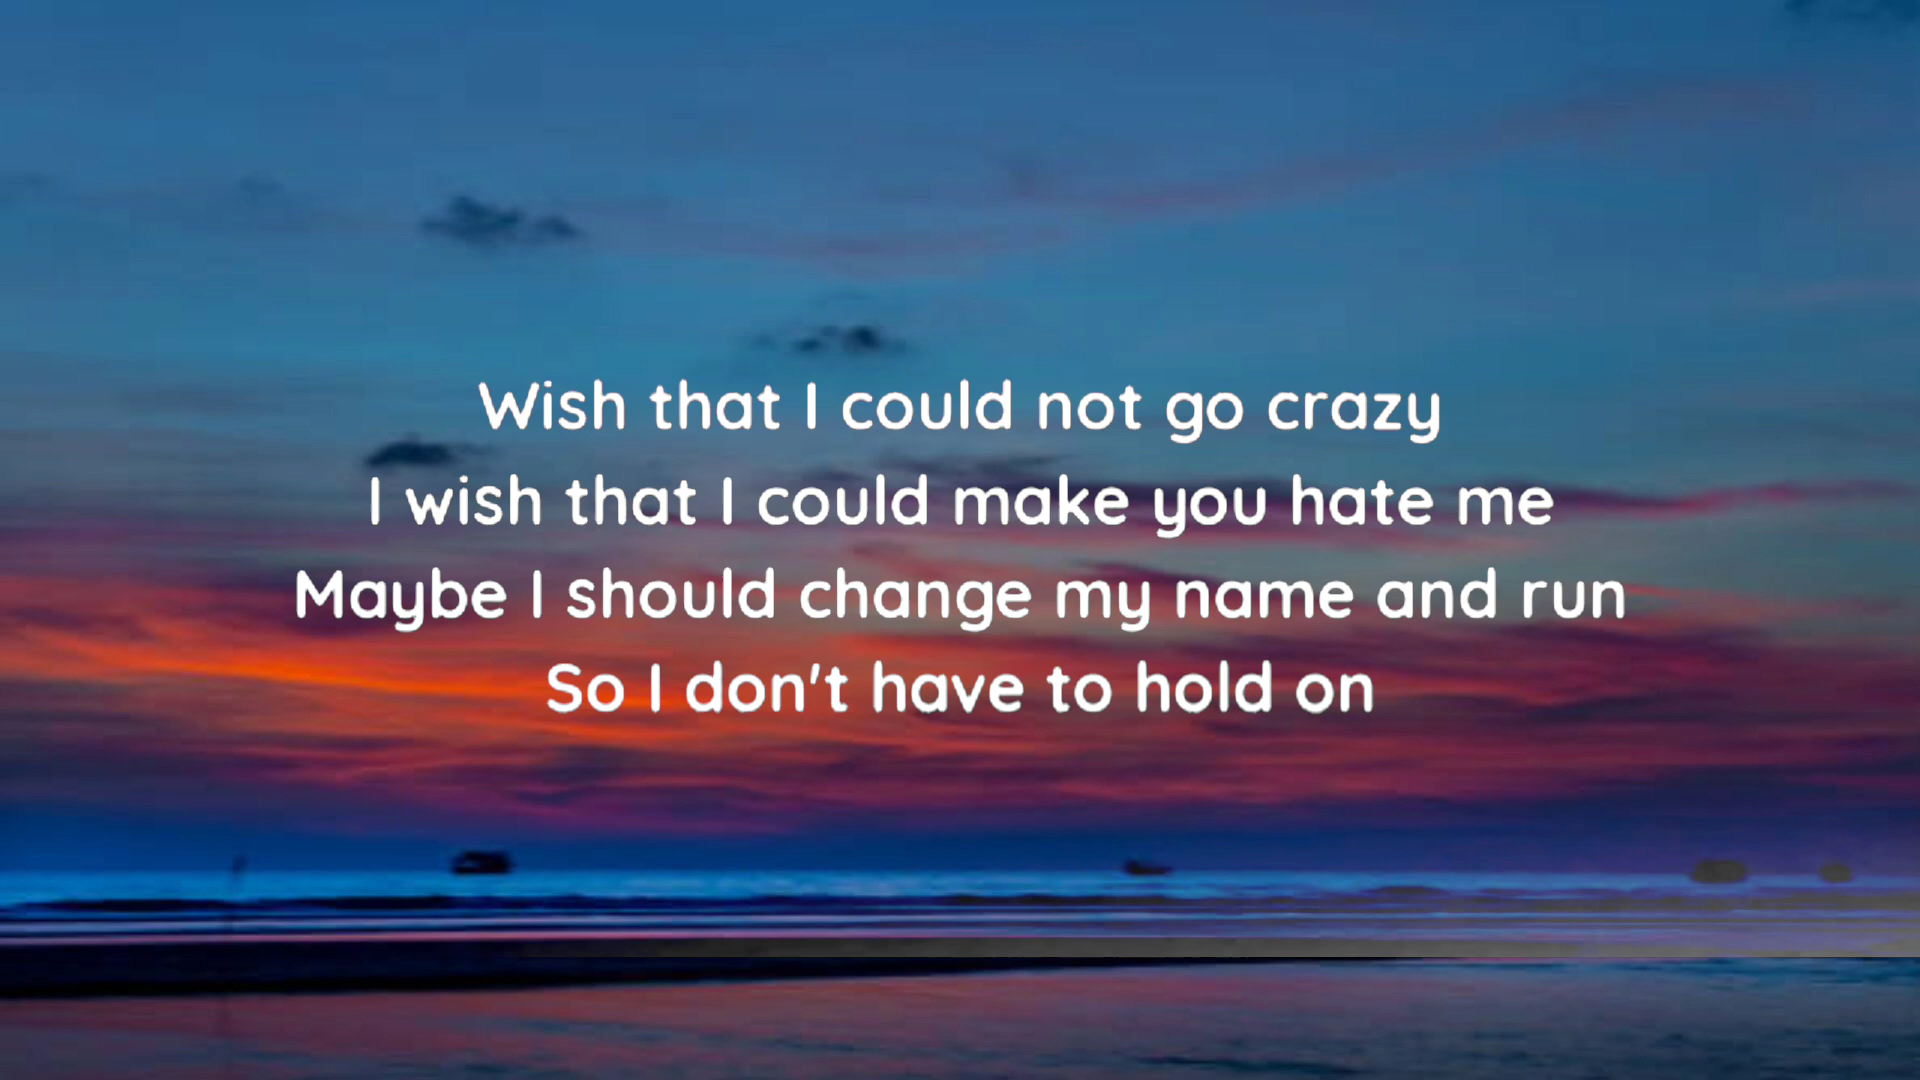 Wish that I could not go crazy
I wish that I could make you hate me
Maybe I should change my name and run
So I don't have to hold on